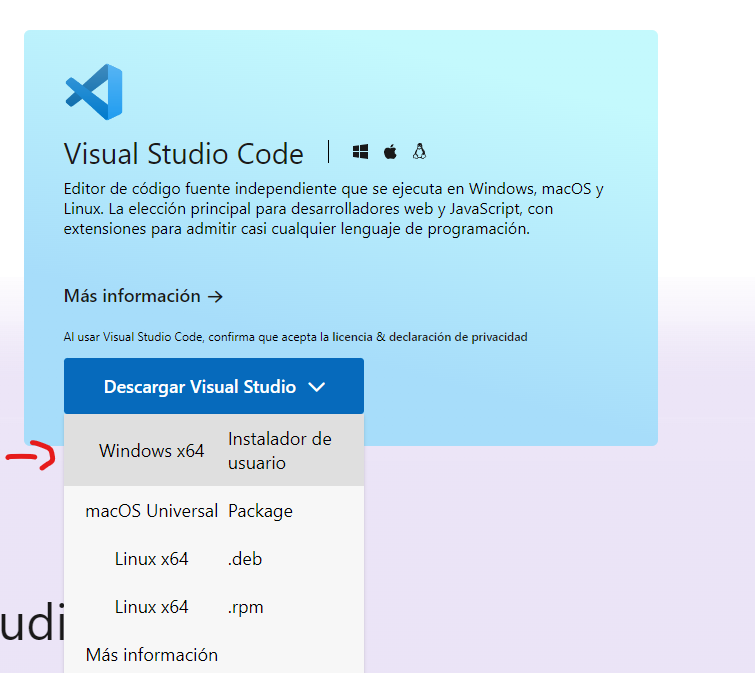 Visual Studio Code
Editor de código fuente independiente que se ejecuta en Windows, macOS y
Linux. La elección principal para desarrolladores web y JavaScript, con
extensiones para admitir casi cualquier lenguaje de programación.
Más información →
Al usar Visual Studio Code, confirma que acepta la licencia & declaración de privacidad
Descargar Visual Studio
Windows x64 Instalador de
usuario
macOS Universal Package
Linux x64 .deb
Linux x64 .rpm
udi
Más información